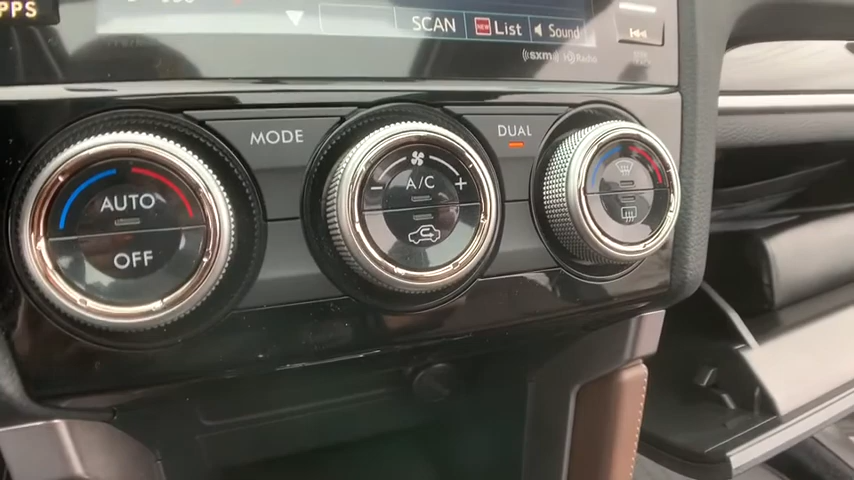 PPS
SCAN
NEW List
Sound
sxm
HD Radio
MODE
DUAL
AUTO
OFF
A/C
- +